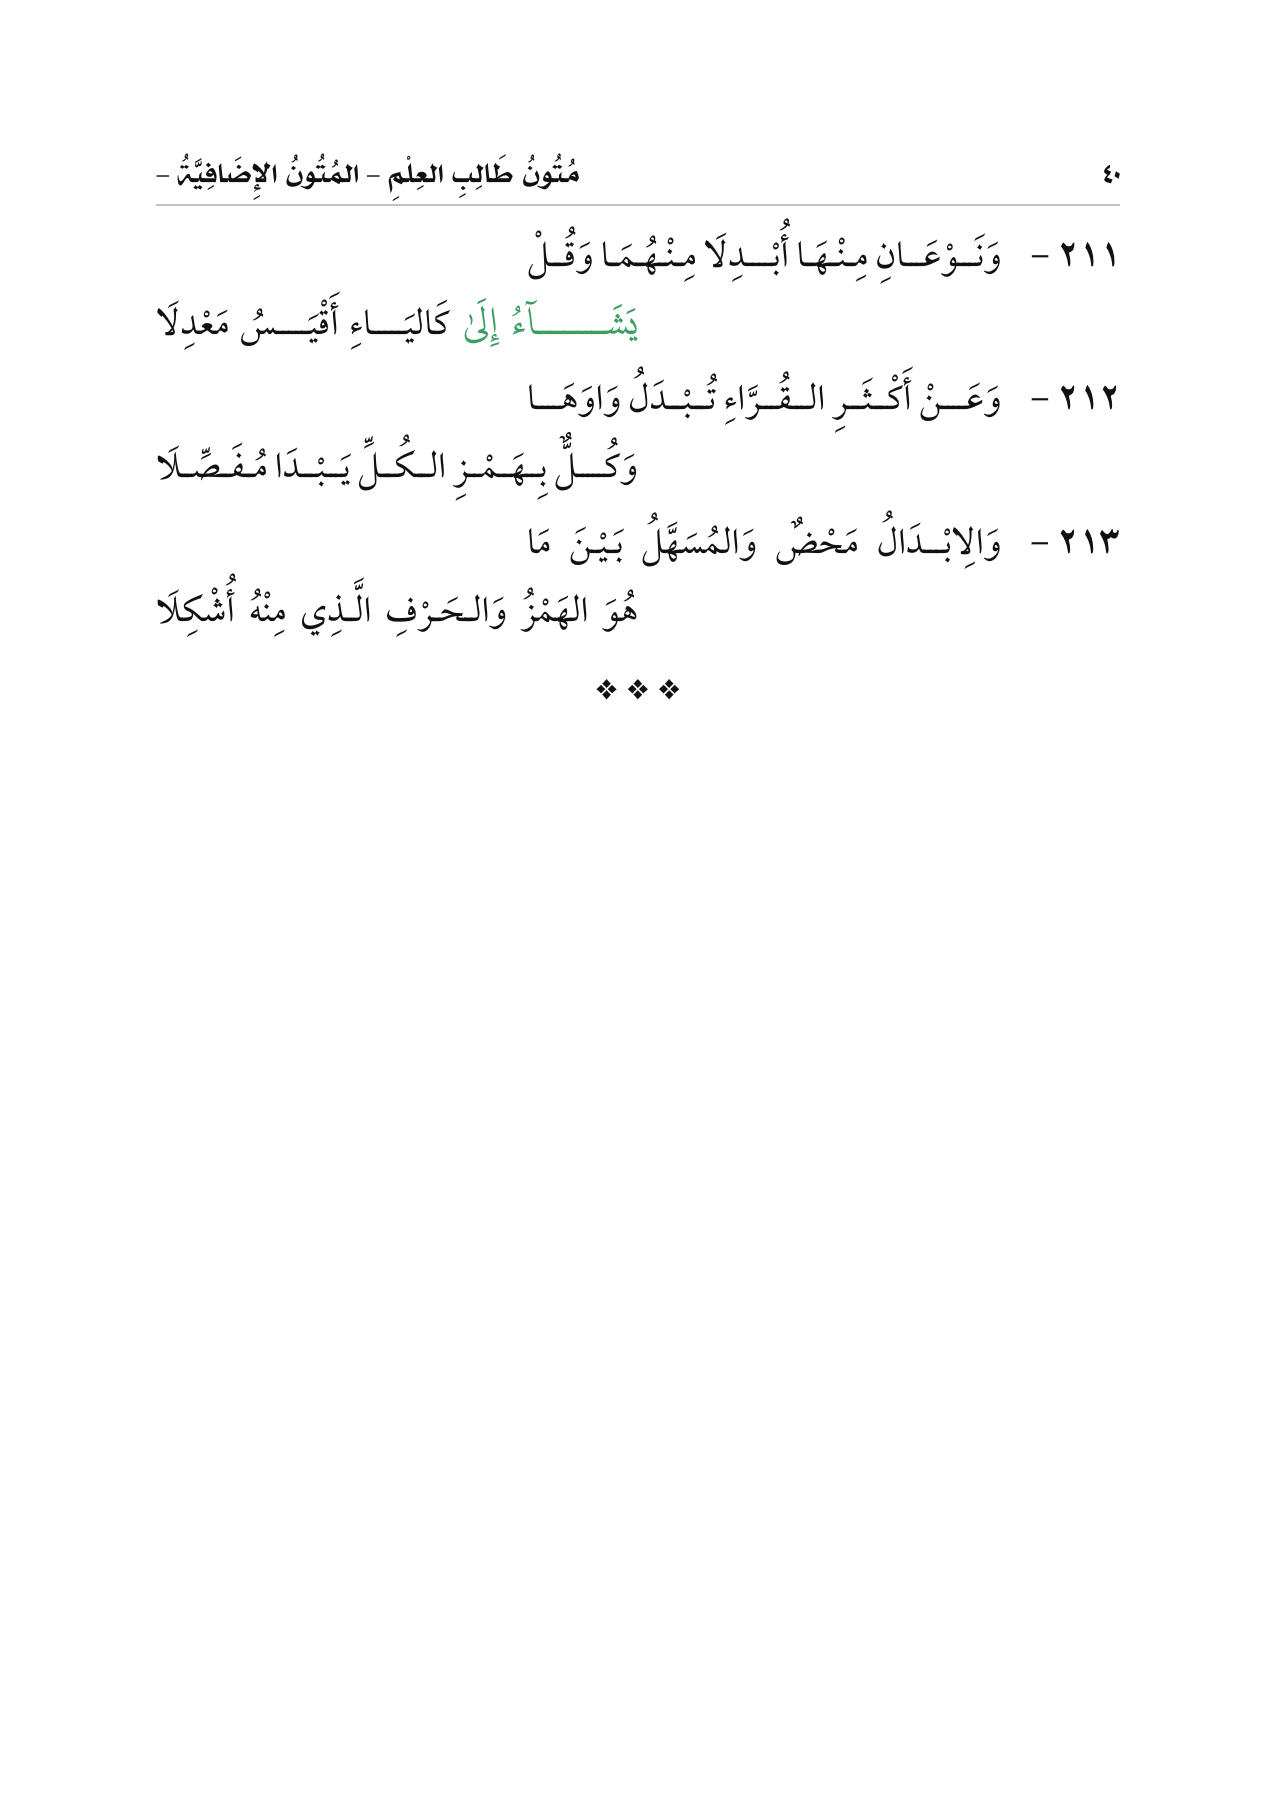 ٤٠
مُتُونُ طَالِبِ العِلْمِ – المُتُونُ الإِضَافِيَّةُ –
٢١١ – وَنَوْعَانِ مِنْهَا أُبْدِلَا مِنْهُمَا وَقُلْ
يَشَآءُ إِلَىٰ كَاليَاءِ أَقْيَسُ مَعْدِلَا
٢١٢ – وَعَنْ أَكْثَرِ القُرَّاءِ تُبْدَلُ وَاوَهَا
وَكُلٌّ بِهَمْزِ الكُلِّ يَبْدَا مُفَصِّلَا
٢١٣ – وَالِابْدَالُ مَحْضٌ وَالمُسَهَّلُ بَيْنَ مَا
هُوَ الهَمْزُ وَالحَرْفِ الَّذِي مِنْهُ أُشْكِلَا